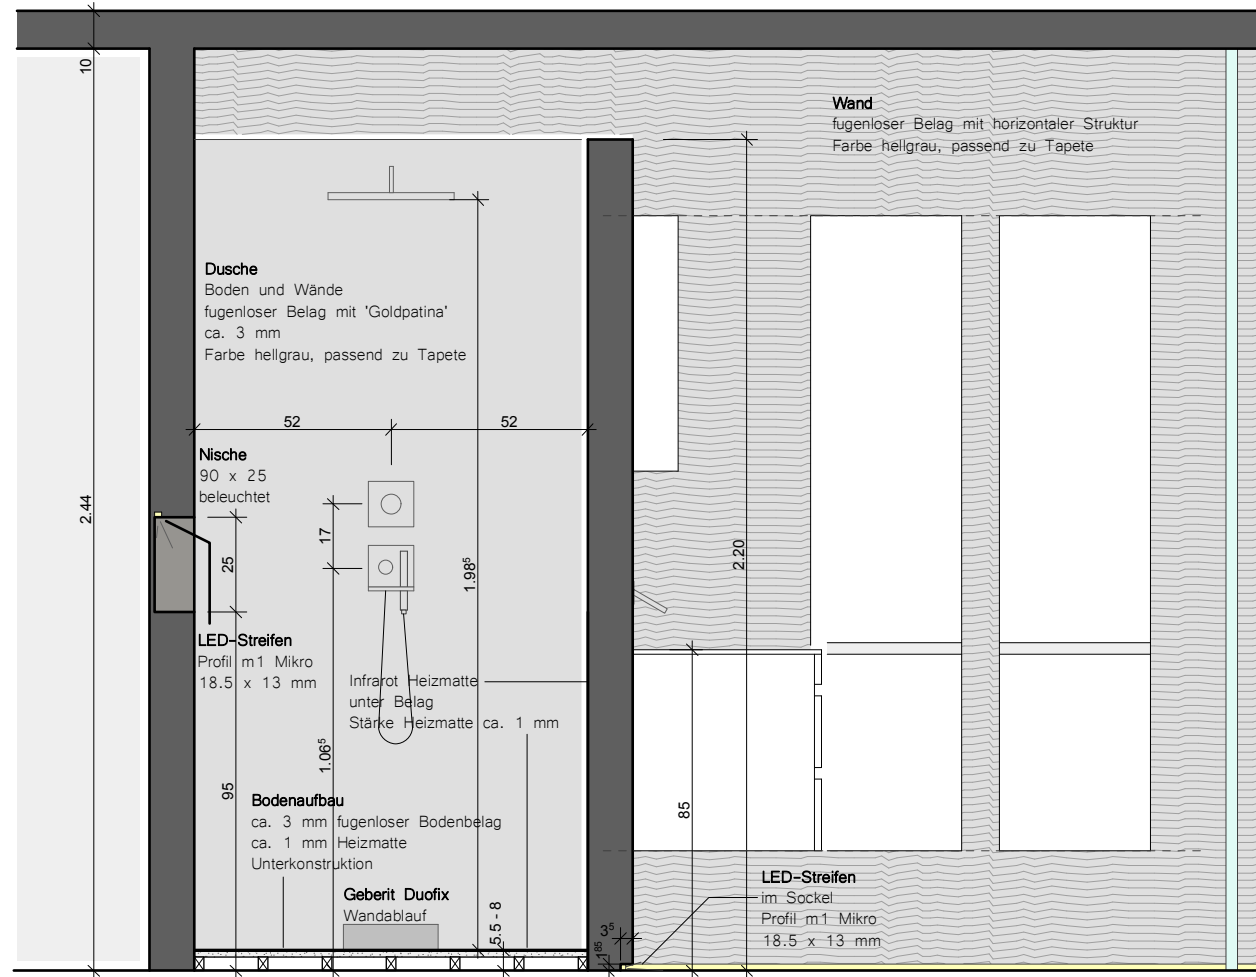 10
Wand
fugenloser Belag mit horizontaler Struktur
Farbe hellgrau, passend zu Tapete
Dusche
Boden und Wände
fugenloser Belag mit 'Goldpatina'
ca. 3 mm
Farbe hellgrau, passend zu Tapete
52
52
Nische
90 x 25
beleuchtet
2.44
17
25
1.98⁵
2.20
LED-Streifen
Profil m1 Mikro
18.5 x 13 mm
Infrarot Heizmatte
unter Belag
Stärke Heizmatte ca. 1 mm
1.06⁵
95
85
Bodenaufbau
ca. 3 mm fugenloser Bodenbelag
ca. 1 mm Heizmatte
Unterkonstruktion
Geberit Duofix
Wandablauf
5.5 - 8
3⁵
1⁸⁵
LED-Streifen
im Sockel
Profil m1 Mikro
18.5 x 13 mm